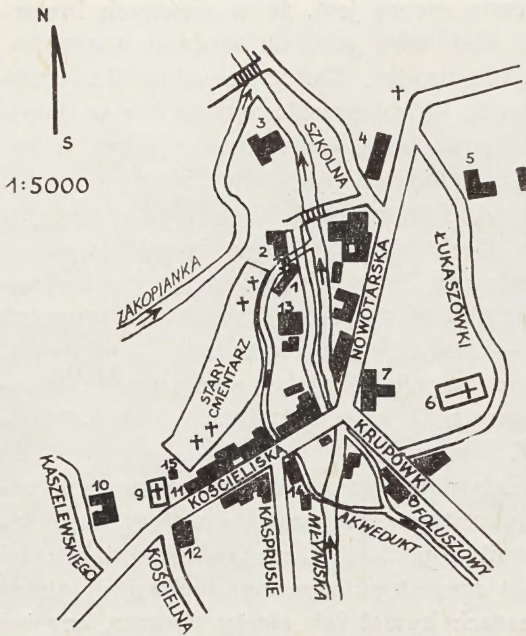 N
S
1:5000
3
SZKOLNA
4
5
2
1
13
ZAKOPIANKA
STARY
CMENTARZ
NOWOTARSKA
ŁUKASZÓWKI
7
6
KOŚCIELISKA
KRUPÓWKI
15
10
9
11
12
14
KASZELEWSKIEGO
KOŚCIELNA
KASPRUSIE
MŁYNISKA
AKWEDUKT
FOLUSZOWY